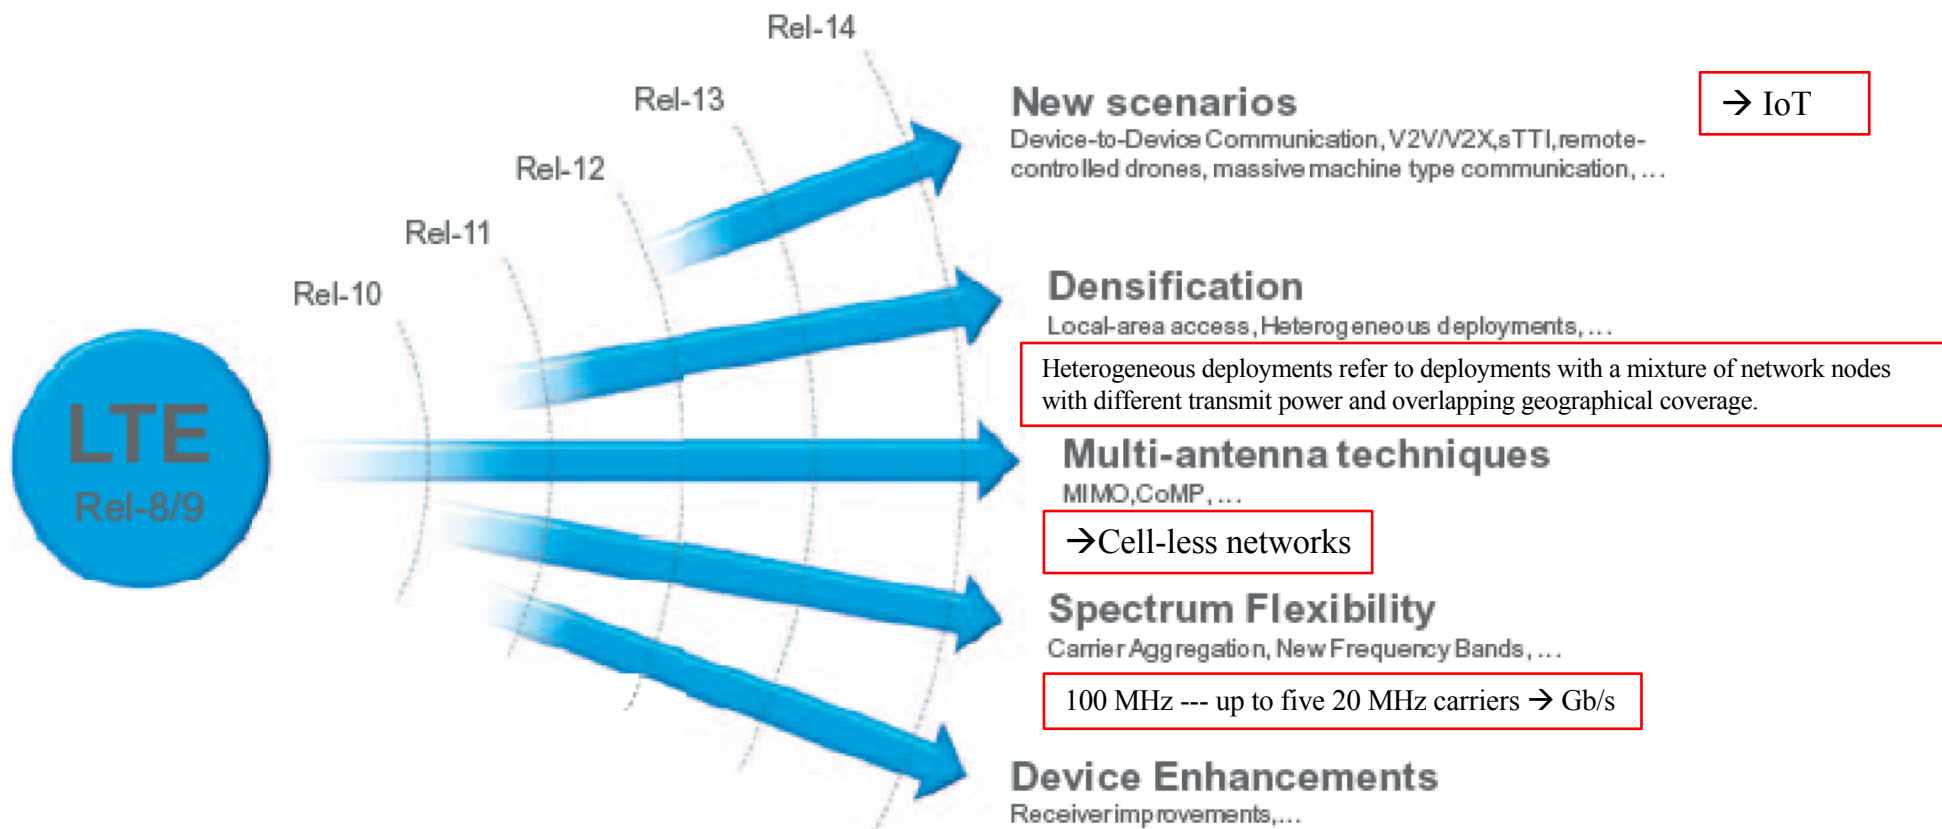 Rel-14
Rel-13
Rel-12
Rel-11
Rel-10
LTE
Rel-8/9
New scenarios
Device-to-Device Communication, V2V/V2X,sTTI,remote-
controlled drones, massive machine type communication, ...
→ IoT
Densification
Local-area access, Heterogeneous deployments, ...
Heterogeneous deployments refer to deployments with a mixture of network nodes
with different transmit power and overlapping geographical coverage.
Multi-antenna techniques
MIMO,CoMP, ...
→Cell-less networks
Spectrum Flexibility
Carrier Aggregation, New Frequency Bands, ...
100 MHz --- up to five 20 MHz carriers → Gb/s
Device Enhancements
Receiver improvements,...